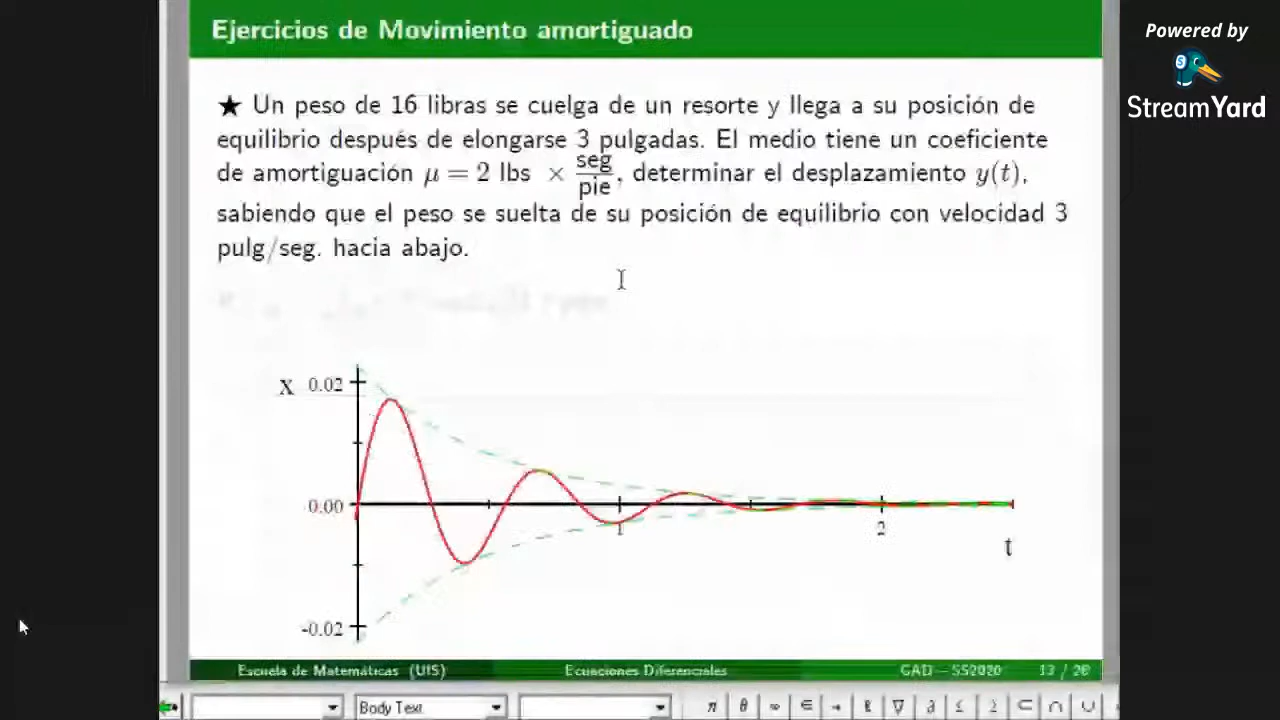 Ejercicios de Movimiento amortiguado
Powered by
StreamYard
★ Un peso de 16 libras se cuelga de un resorte y llega a su posición de
equilibrio después de elongarse 3 pulgadas. El medio tiene un coeficiente
de amortiguación μ = 2 lbs × seg/pie, determinar el desplazamiento y(t),
sabiendo que el peso se suelta de su posición de equilibrio con velocidad 3
pulg/seg. hacia abajo.
x 0.02
0.00
1 2
t
-0.02
Escuela de Matemáticas (UIS) Ecuaciones Diferenciales GAD – SS2020 13 / 20
Body Text π θ ∞ ∈ → ∇ ∂ ≤ ⊂ ∩ ∪